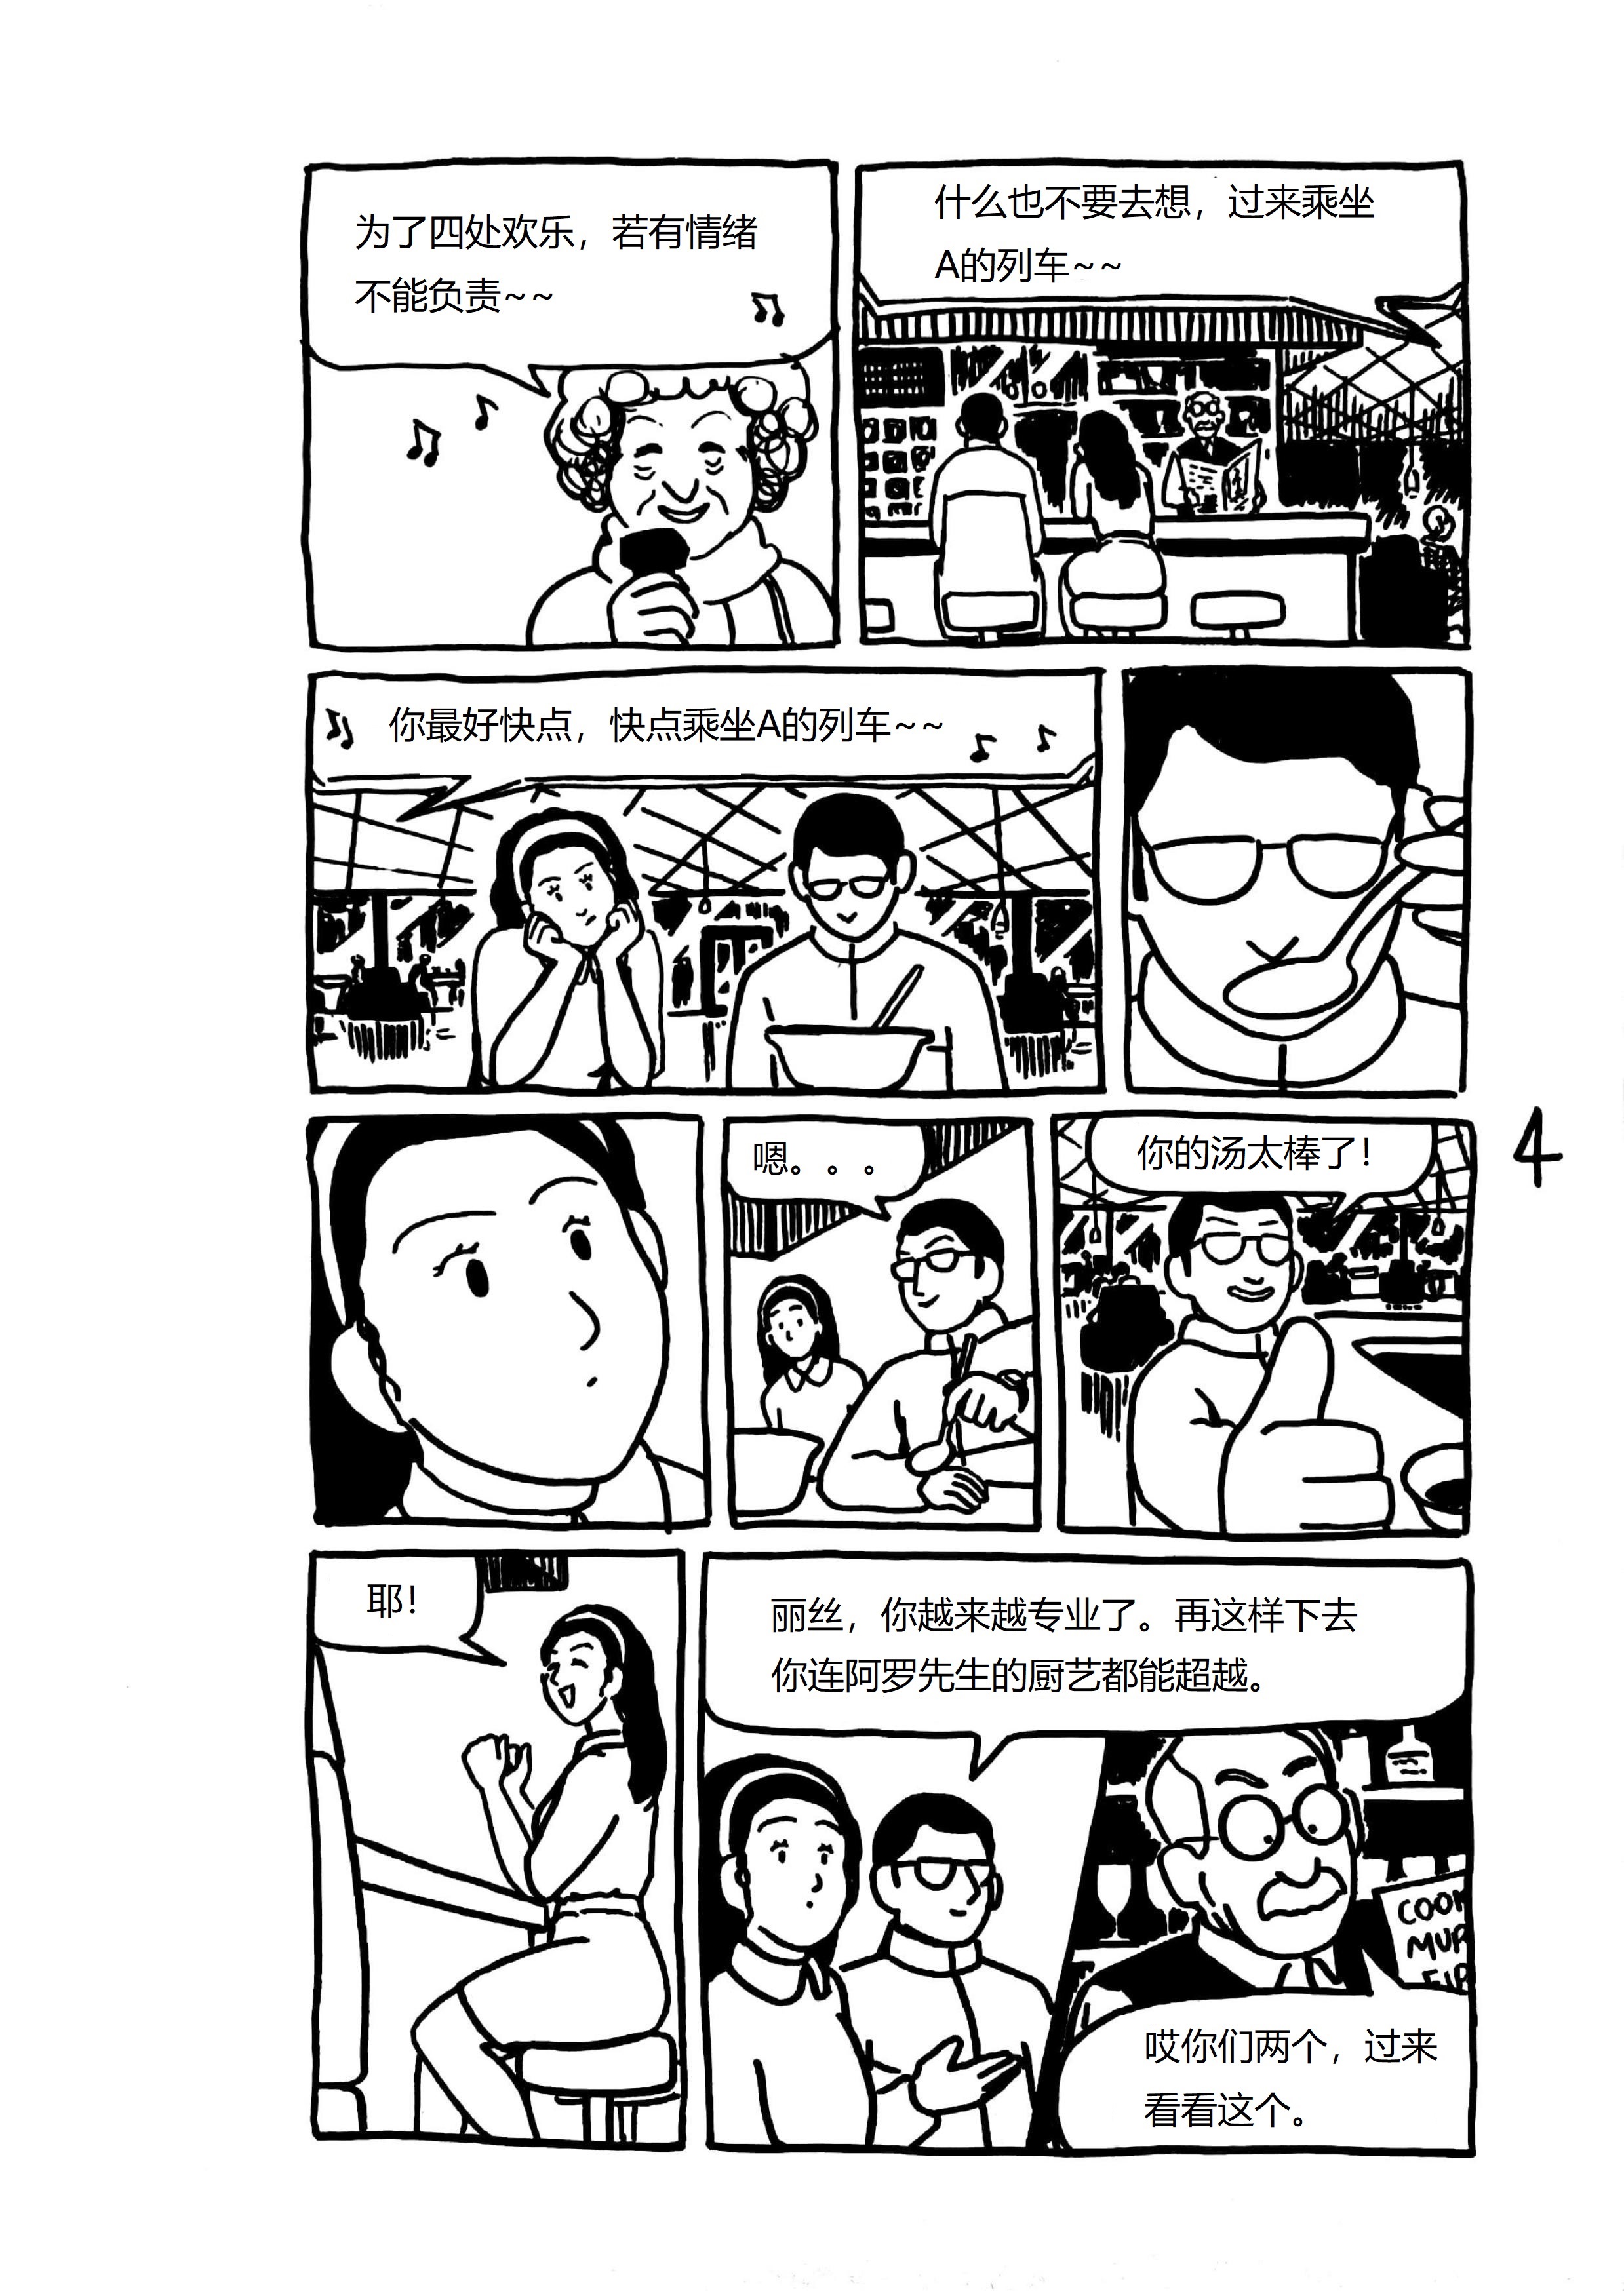 为了四处欢乐，若有情绪
不能负责~~
什么也不要去想，过来乘坐
A的列车~~
你最好快点，快点乘坐A的列车~~
嗯。。。
你的汤太棒了！
4
耶！
丽丝，你越来越专业了。再这样下去
你连阿罗先生的厨艺都能超越。
COOK
MUR
FIR
哎你们两个，过来
看看这个。